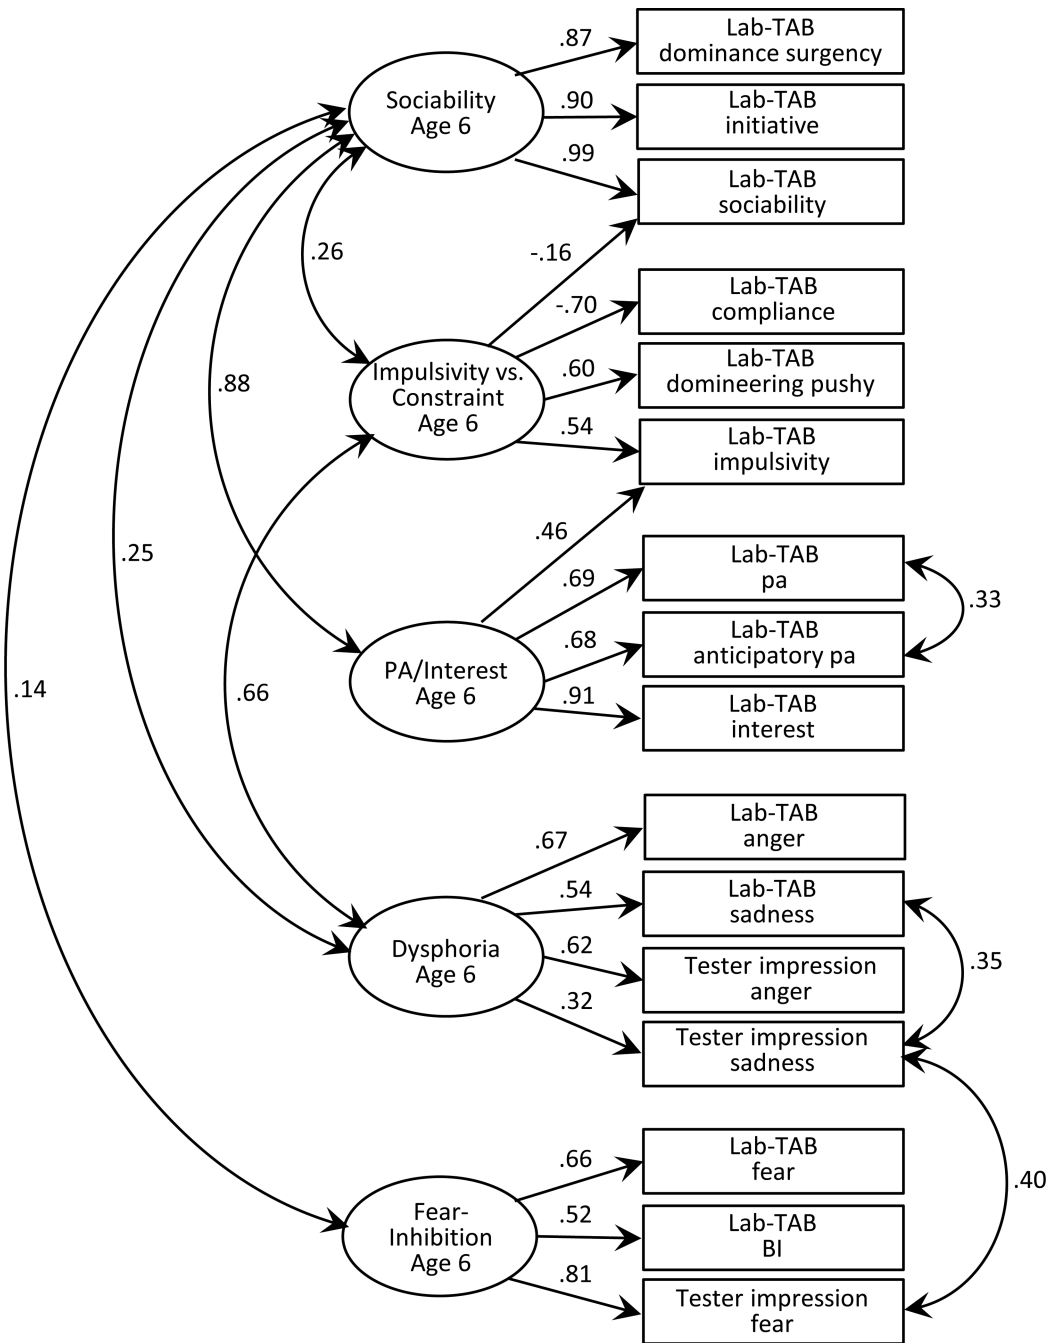 Lab-TAB
dominance surgency
.87
Sociability
Age 6
.90
Lab-TAB
initiative
.99
Lab-TAB
sociability
.26
-.16
Lab-TAB
compliance
-.70
Impulsivity vs.
Constraint
Age 6
.60
Lab-TAB
domineering pushy
.88
.54
Lab-TAB
impulsivity
.46
.25
Lab-TAB
pa
.69
.33
Lab-TAB
anticipatory pa
.68
PA/Interest
Age 6
.14
.66
.91
Lab-TAB
interest
Lab-TAB
anger
.67
.54
Lab-TAB
sadness
Dysphoria
Age 6
.62
Tester impression
anger
.35
.32
Tester impression
sadness
.66
Lab-TAB
fear
.40
Fear-
Inhibition
Age 6
.52
Lab-TAB
BI
.81
Tester impression
fear